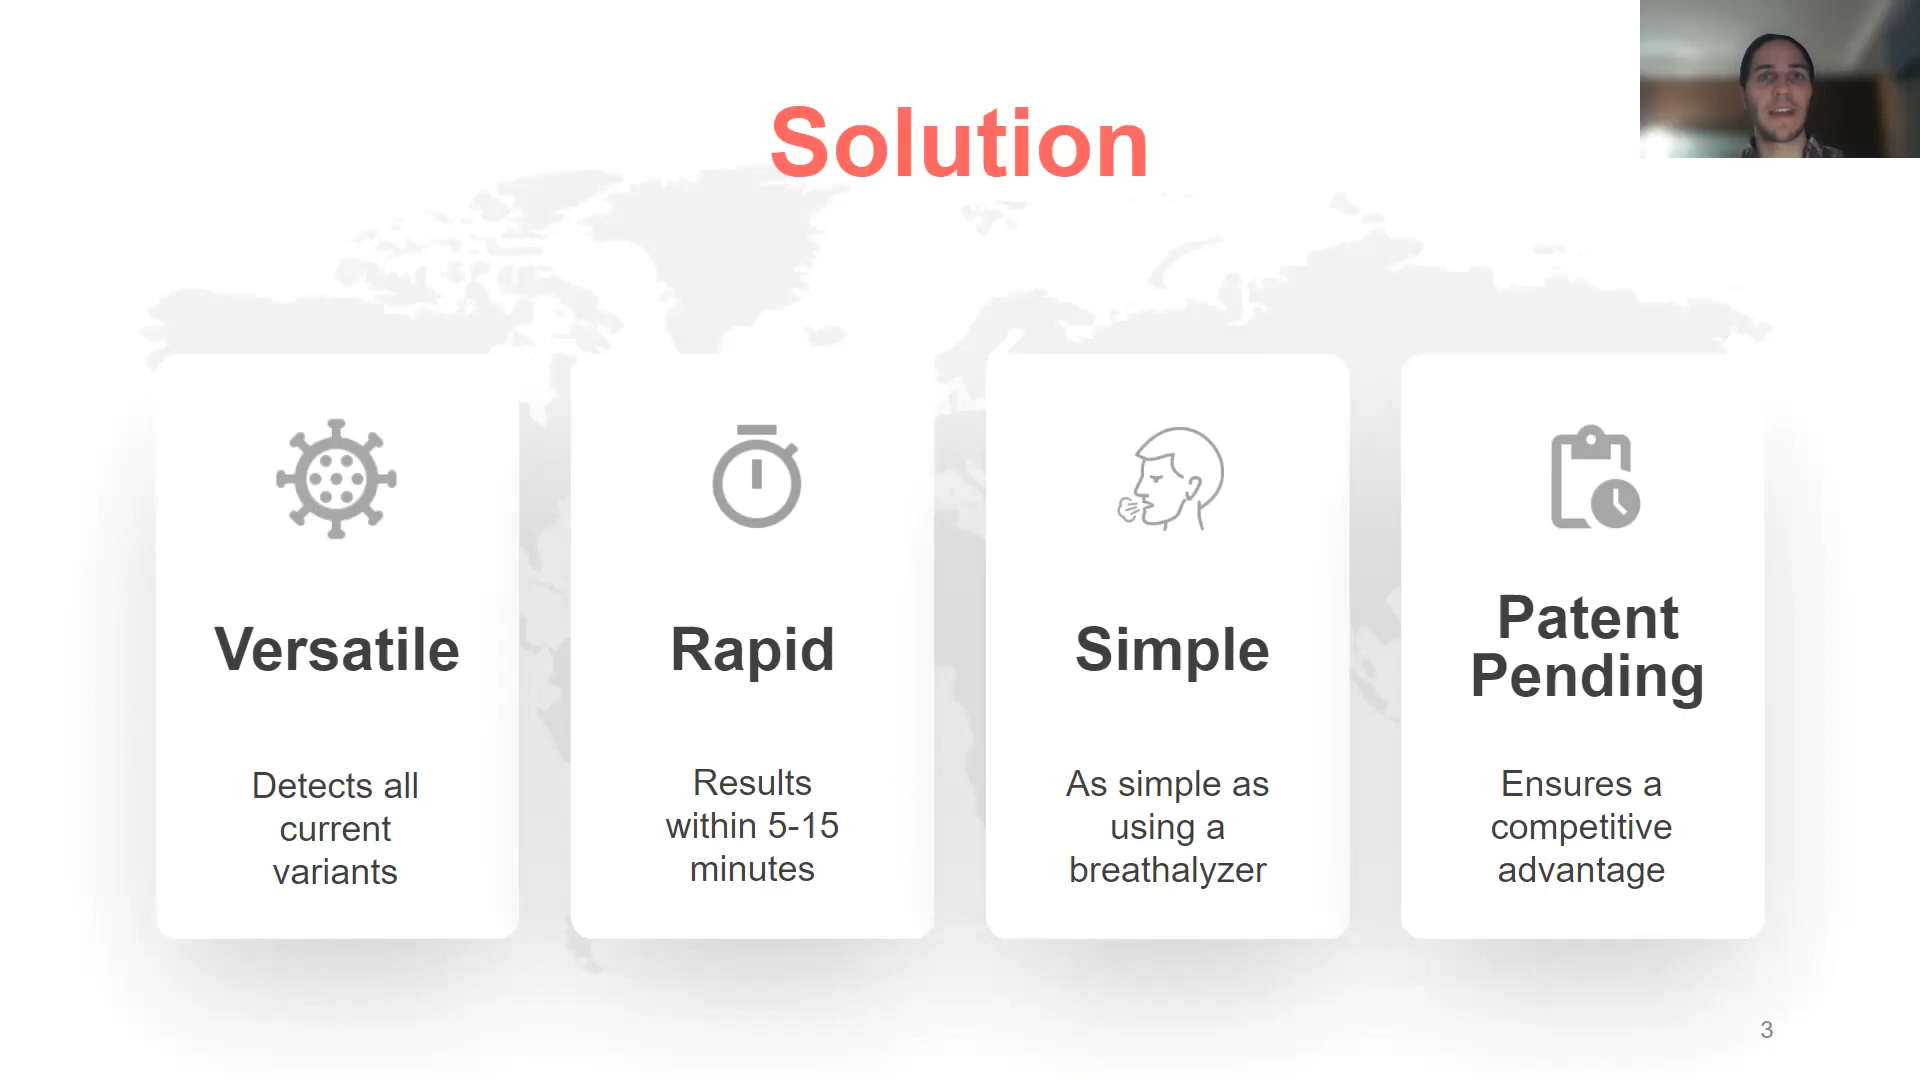 Solution
Versatile
Detects all
current
variants
Rapid
Results
within 5-15
minutes
Simple
As simple as
using a
breathalyzer
Patent
Pending
Ensures a
competitive
advantage
3